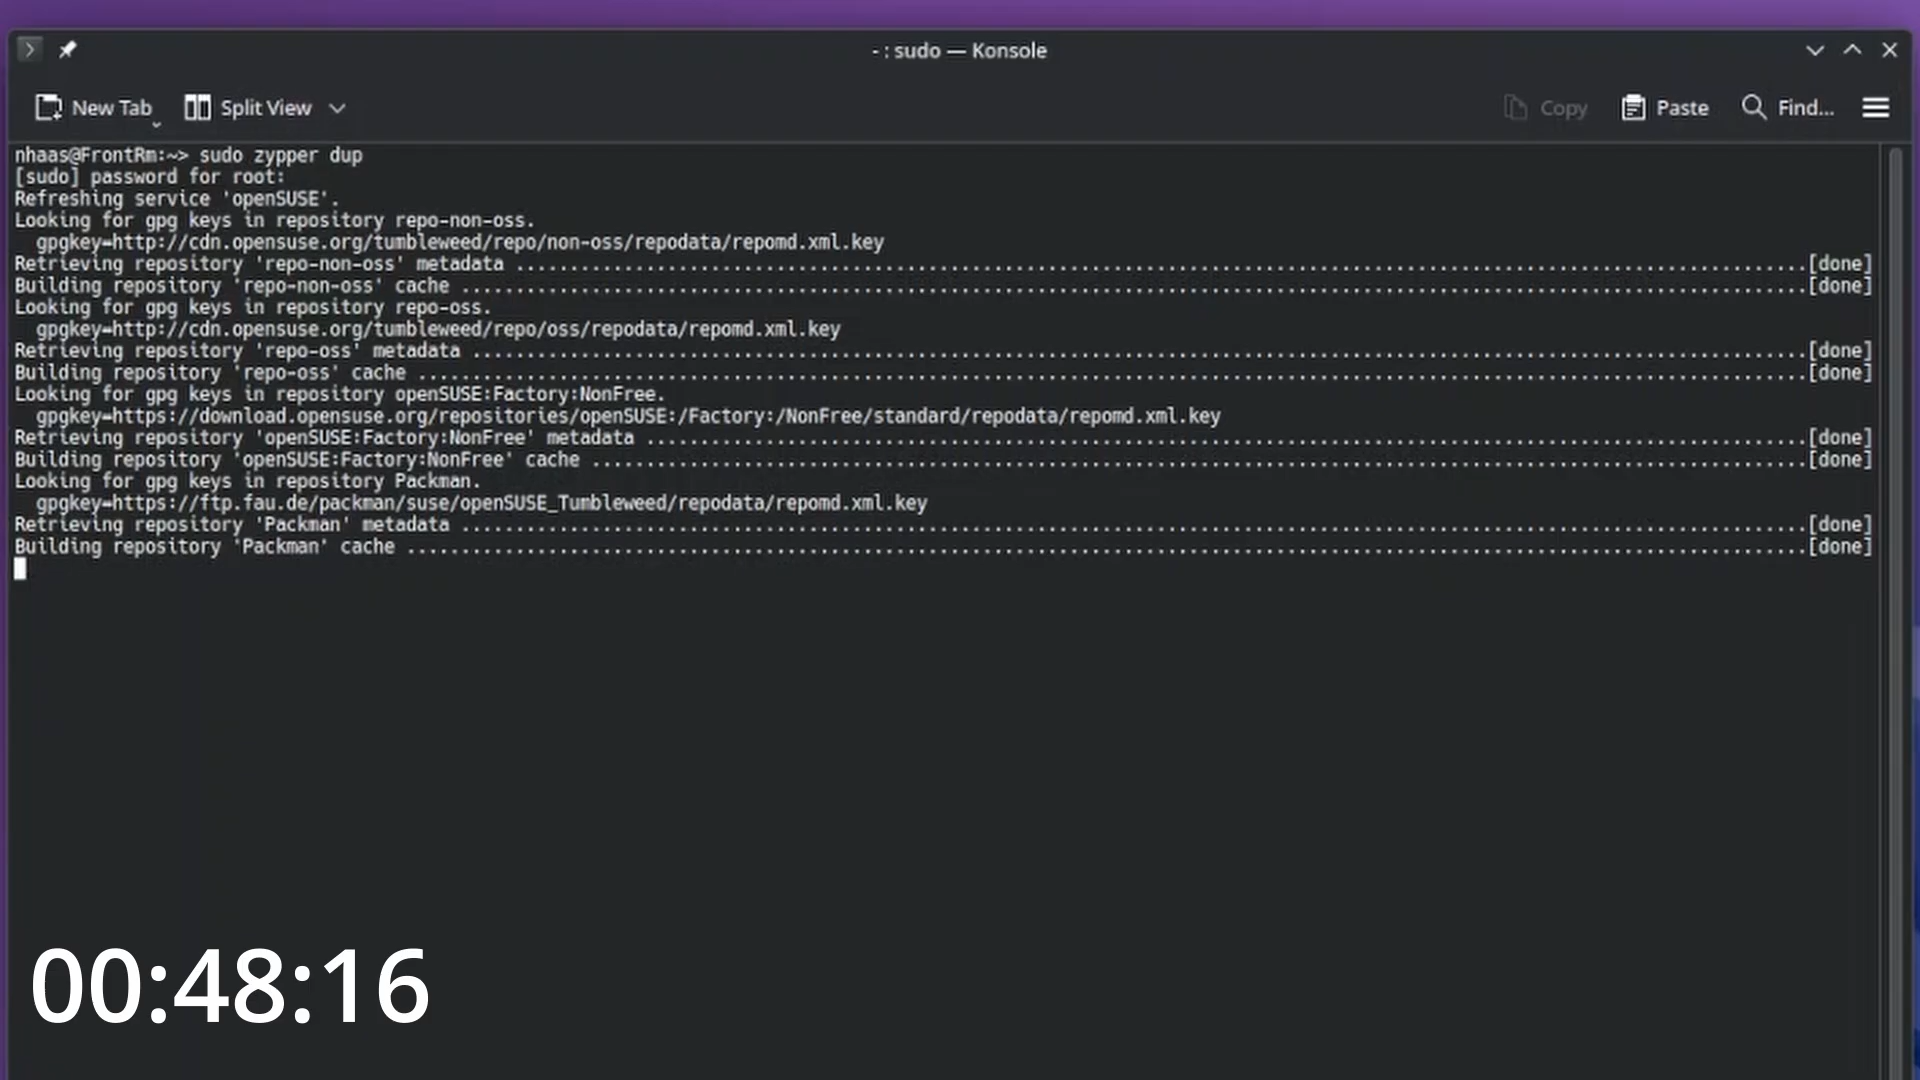 - : sudo — Konsole
New Tab
Split View
Copy
Paste
Find...
nhaas@FrontRm:~> sudo zypper dup
[sudo] password for root:
Refreshing service 'openSUSE'.
Looking for gpg keys in repository repo-non-oss.
gpgkey=http://cdn.opensuse.org/tumbleweed/repo/non-oss/repodata/repomd.xml.key
Retrieving repository 'repo-non-oss' metadata ........................................................................................................................[done]
Building repository 'repo-non-oss' cache .............................................................................................................................[done]
Looking for gpg keys in repository repo-oss.
gpgkey=http://cdn.opensuse.org/tumbleweed/repo/oss/repodata/repomd.xml.key
Retrieving repository 'repo-oss' metadata ............................................................................................................................[done]
Building repository 'repo-oss' cache .................................................................................................................................[done]
Looking for gpg keys in repository openSUSE:Factory:NonFree.
gpgkey=https://download.opensuse.org/repositories/openSUSE:/Factory:/NonFree/standard/repodata/repomd.xml.key
Retrieving repository 'openSUSE:Factory:NonFree' metadata ............................................................................................................[done]
Building repository 'openSUSE:Factory:NonFree' cache .................................................................................................................[done]
Looking for gpg keys in repository Packman.
gpgkey=https://ftp.fau.de/packman/suse/openSUSE_Tumbleweed/repodata/repomd.xml.key
Retrieving repository 'Packman' metadata .............................................................................................................................[done]
Building repository 'Packman' cache ..................................................................................................................................[done]
00:48:16